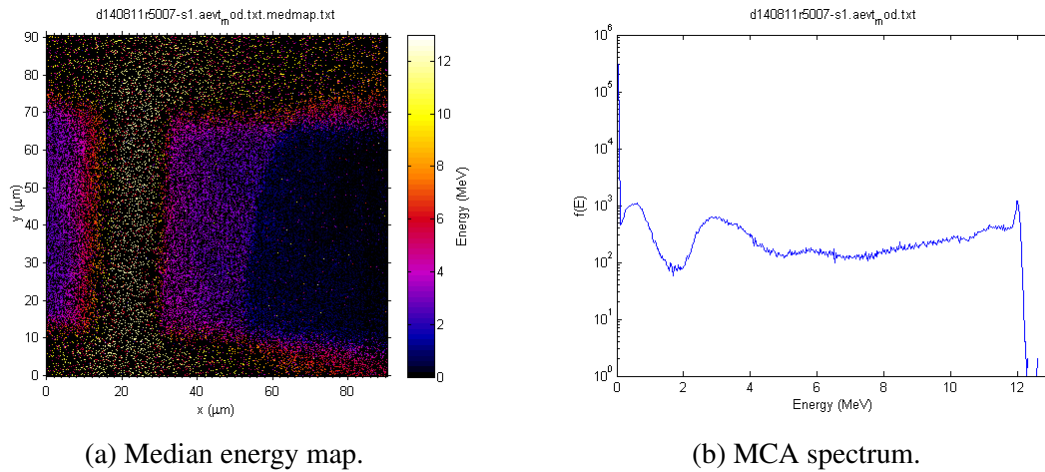 d140811r5007-s1.aevt_mod.txt.medmap.txt
90
80
70
60
50
40
30
20
10
0
y (μm)
0 20 40 60 80
x (μm)
12
10
8
6
4
2
0
Energy (MeV)
(a) Median energy map.
d140811r5007-s1.aevt_mod.txt
10^6
10^5
10^4
10^3
10^2
10^1
10^0
f(E)
0 2 4 6 8 10 12
Energy (MeV)
(b) MCA spectrum.